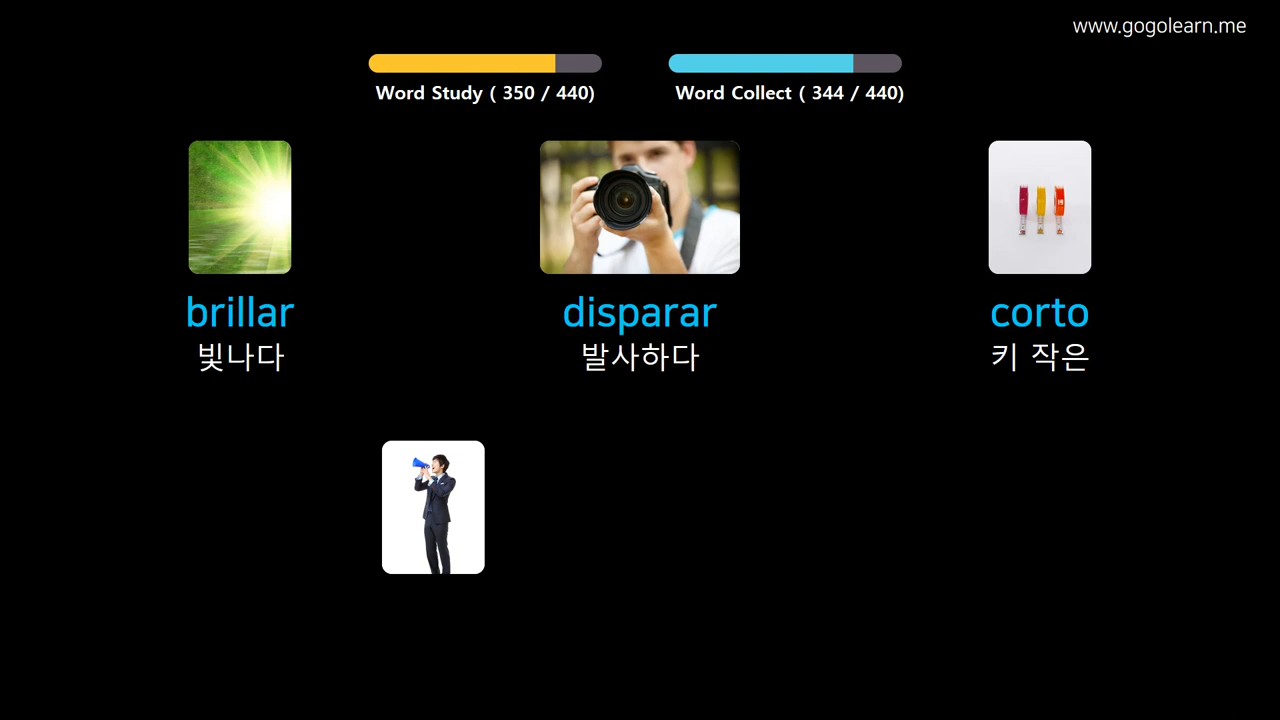 www.gogolearn.me
Word Study ( 350 / 440)
Word Collect ( 344 / 440)
brillar
빛나다
disparar
발사하다
corto
키 작은